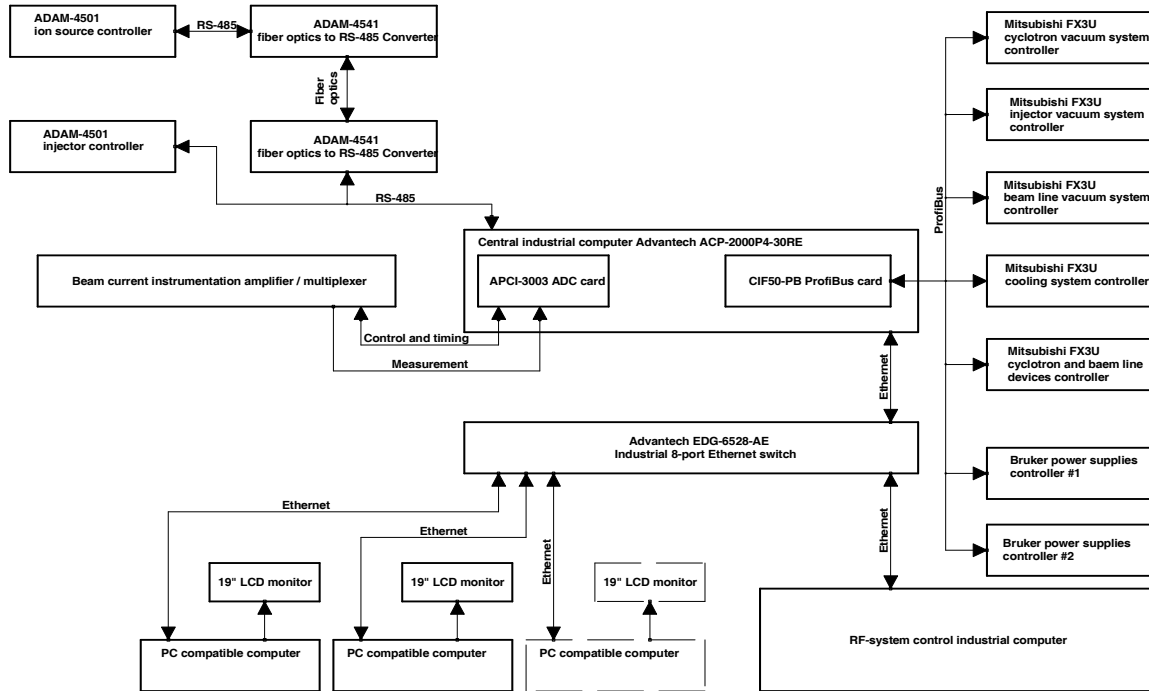 ADAM-4501
ion source controller
RS-485
ADAM-4541
fiber optics to RS-485 Converter
Fiber
optics
ADAM-4501
injector controller
ADAM-4541
fiber optics to RS-485 Converter
RS-485
Central industrial computer Advantech ACP-2000P4-30RE
Beam current instrumentation amplifier / multiplexer
APCI-3003 ADC card
CIF50-PB ProfiBus card
Control and timing
Measurement
ProfiBus
Mitsubishi FX3U
cyclotron vacuum system
controller
Mitsubishi FX3U
injector vacuum system
controller
Mitsubishi FX3U
beam line vacuum system
controller
Mitsubishi FX3U
cooling system controller
Mitsubishi FX3U
cyclotron and baem line
devices controller
Bruker power supplies
controller #1
Bruker power supplies
controller #2
Ethernet
Advantech EDG-6528-AE
Industrial 8-port Ethernet switch
Ethernet
Ethernet
Ethernet
Ethernet
19" LCD monitor
19" LCD monitor
19" LCD monitor
PC compatible computer
PC compatible computer
PC compatible computer
RF-system control industrial computer